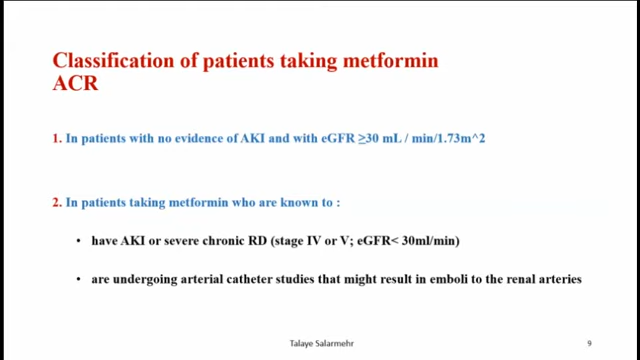 Classification of patients taking metformin
ACR
1. In patients with no evidence of AKI and with eGFR ≥30 mL / min/1.73m^2
2. In patients taking metformin who are known to :
• have AKI or severe chronic RD (stage IV or V; eGFR< 30ml/min)
• are undergoing arterial catheter studies that might result in emboli to the renal arteries
Talaye Salarmehr
9